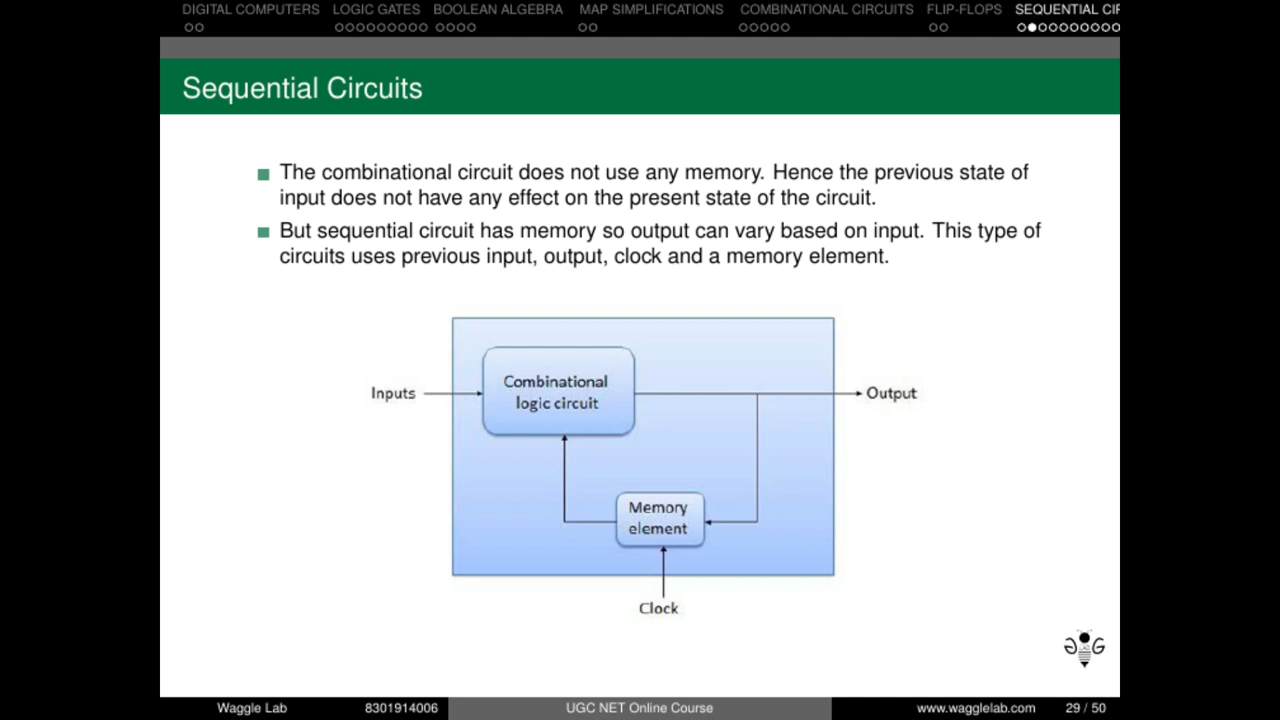 DIGITAL COMPUTERS LOGIC GATES BOOLEAN ALGEBRA MAP SIMPLIFICATIONS COMBINATIONAL CIRCUITS FLIP-FLOPS SEQUENTIAL CIR
Sequential Circuits
The combinational circuit does not use any memory. Hence the previous state of
input does not have any effect on the present state of the circuit.
But sequential circuit has memory so output can vary based on input. This type of
circuits uses previous input, output, clock and a memory element.
Combinational
logic circuit
Inputs
Output
Memory
element
Clock
Waggle Lab 8301914006 UGC NET Online Course www.wagglelab.com 29 / 50